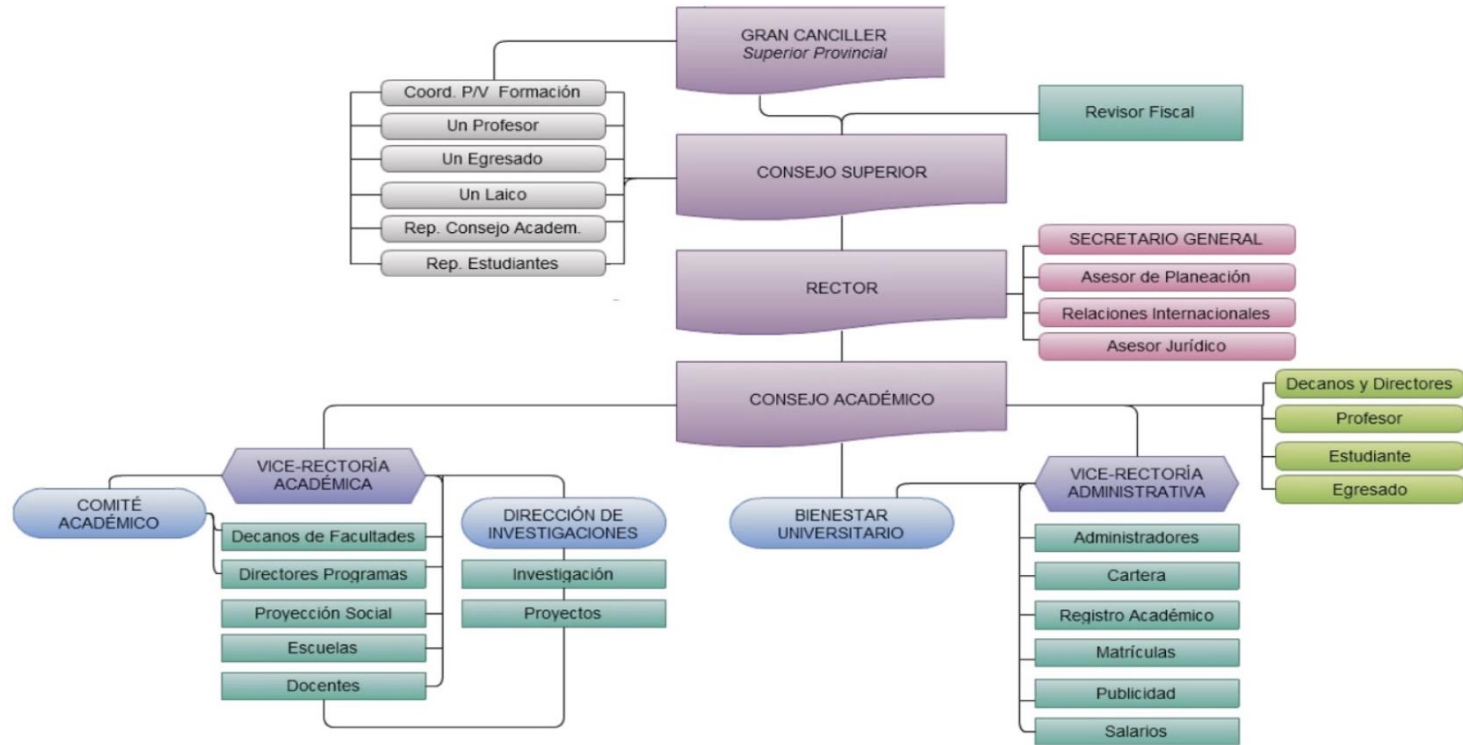 GRAN CANCILLER
Superior Provincial
Coord. P/V Formación
Un Profesor
Un Egresado
Un Laico
Rep. Consejo Academ.
Rep. Estudiantes
Revisor Fiscal
CONSEJO SUPERIOR
RECTOR
SECRETARIO GENERAL
Asesor de Planeación
Relaciones Internacionales
Asesor Jurídico
CONSEJO ACADÉMICO
Decanos y Directores
Profesor
Estudiante
Egresado
VICE-RECTORÍA
ACADÉMICA
COMITÉ
ACADÉMICO
Decanos de Facultades
Directores Programas
Proyección Social
Escuelas
Docentes
DIRECCIÓN DE
INVESTIGACIONES
Investigación
Proyectos
BIENESTAR
UNIVERSITARIO
VICE-RECTORÍA
ADMINISTRATIVA
Administradores
Cartera
Registro Académico
Matrículas
Publicidad
Salarios